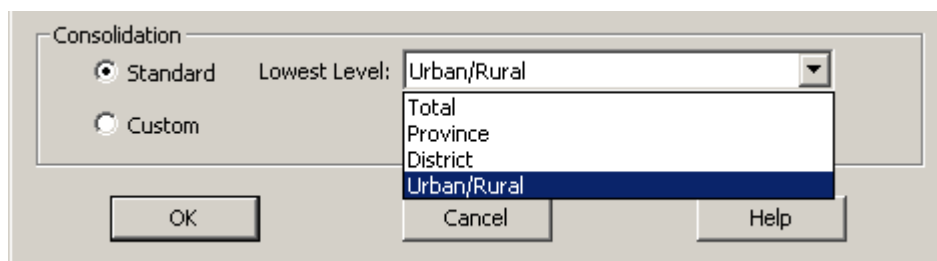 Consolidation
Standard Lowest Level: Urban/Rural
Total
Custom
Province
District
Urban/Rural
OK Cancel Help